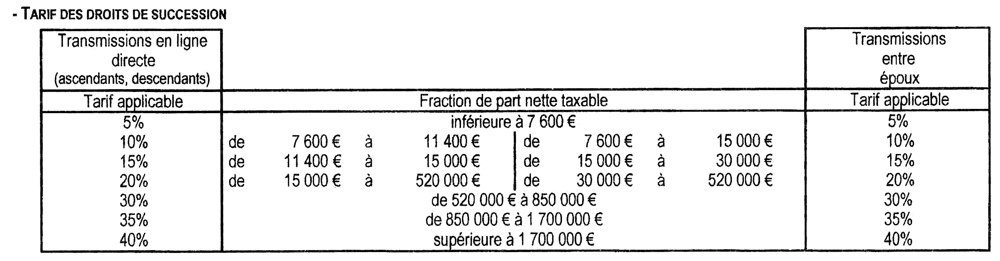 - TARIF DES DROITS DE SUCCESSION
Transmissions en ligne
directe
(ascendants, descendants)
Transmissions
entre
époux
Tarif applicable Fraction de part nette taxable Tarif applicable
5% inférieure à 7 600 € 5%
10% de 7 600 € à 11 400 € de 7 600 € à 15 000 € 10%
15% de 11 400 € à 15 000 € de 15 000 € à 30 000 € 15%
20% de 15 000 € à 520 000 € de 30 000 € à 520 000 € 20%
30% de 520 000 € à 850 000 € 30%
35% de 850 000 € à 1 700 000 € 35%
40% supérieure à 1 700 000 € 40%